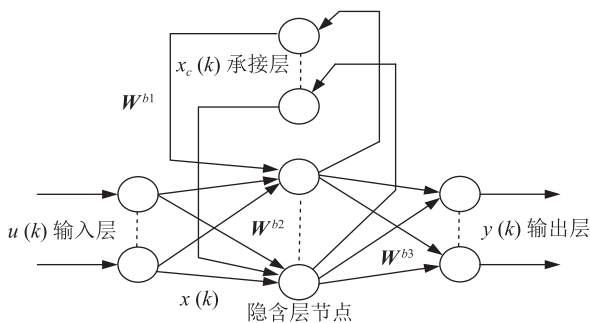 x_c (k) 承接层
W^{b1}
W^{b2}
u (k) 输入层
y (k) 输出层
W^{b3}
x (k)
隐含层节点